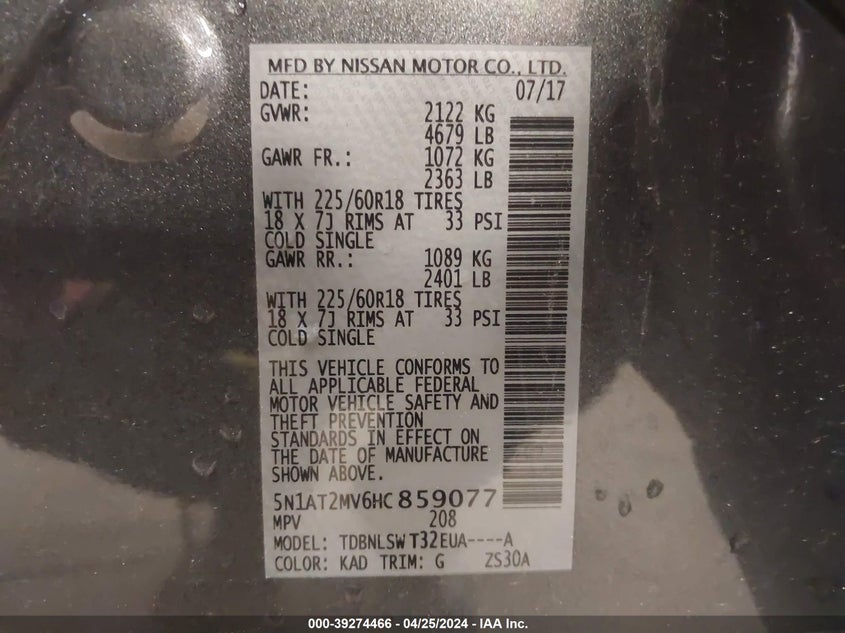 MFD BY NISSAN MOTOR CO., LTD.
DATE: 07/17
GVWR: 2122 KG
4679 LB
GAWR FR.: 1072 KG
2363 LB
WITH 225/60R18 TIRES
18 X 7J RIMS AT 33 PSI
COLD SINGLE
GAWR RR.: 1089 KG
2401 LB
WITH 225/60R18 TIRES
18 X 7J RIMS AT 33 PSI
COLD SINGLE
THIS VEHICLE CONFORMS TO
ALL APPLICABLE FEDERAL
MOTOR VEHICLE SAFETY AND
THEFT PREVENTION
STANDARDS IN EFFECT ON
THE DATE OF MANUFACTURE
SHOWN ABOVE.
5N1AT2MV6HC 859077
MPV 208
MODEL: TDBNLSW T32EUA----A
COLOR: KAD TRIM: G ZS30A
000-39274466 - 04/25/2024 - IAA Inc.